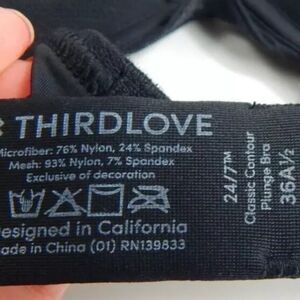 THIRDLOVE
Microfiber: 76% Nylon, 24% Spandex
Mesh: 93% Nylon, 7% Spandex
Exclusive of decoration
Designed in California
Made in China (01) RN139833
24/7™
Classic Contour
Plunge Bra
36A½